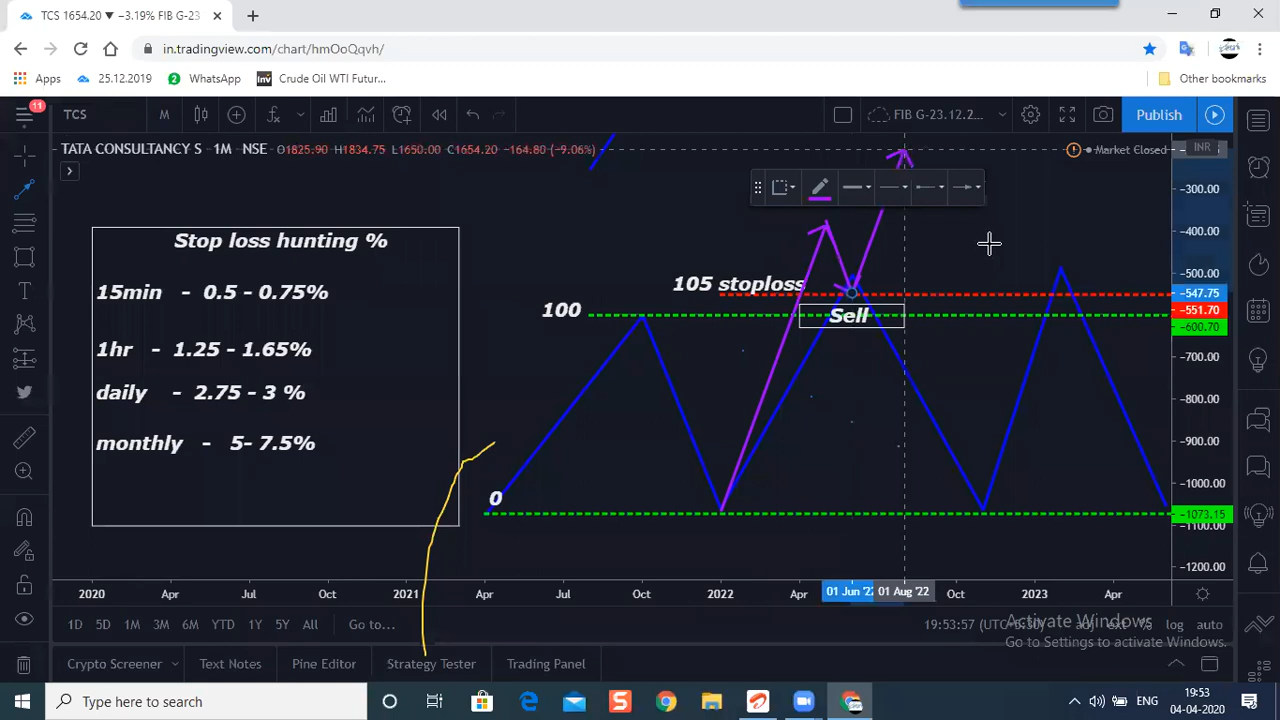 TCS 1654.20 ▼ −3.19% FIB G-23
in.tradingview.com/chart/hmOoQqvh/
Apps 25.12.2019 2 WhatsApp Inv Crude Oil WTI Futur... Other bookmarks
11
TCS M FIB G-23.12.2... Publish
TATA CONSULTANCY S · 1M · NSE O1825.90 H1834.75 L1650.00 C1654.20 −164.80 (−9.06%) Market Closed INR
Stop loss hunting %
15min - 0.5 - 0.75%
1hr - 1.25 - 1.65%
daily - 2.75 - 3 %
monthly - 5- 7.5%
105 stoploss
100
Sell
0
−300.00
−400.00
−500.00
−547.75
−551.70
−600.70
−700.00
−800.00
−900.00
−1000.00
−1073.15
−1100.00
−1200.00
2020 Apr Jul Oct 2021 Apr Jul Oct 2022 Apr 01 Jun '22 01 Aug '22 Oct 2023 Apr
1D 5D 1M 3M 6M YTD 1Y 5Y All Go to... 19:53:57 (UTC+5:30) adj ext % log auto
Activate Windows
Go to Settings to activate Windows.
Crypto Screener Text Notes Pine Editor Strategy Tester Trading Panel
Type here to search ENG 19:53
04-04-2020